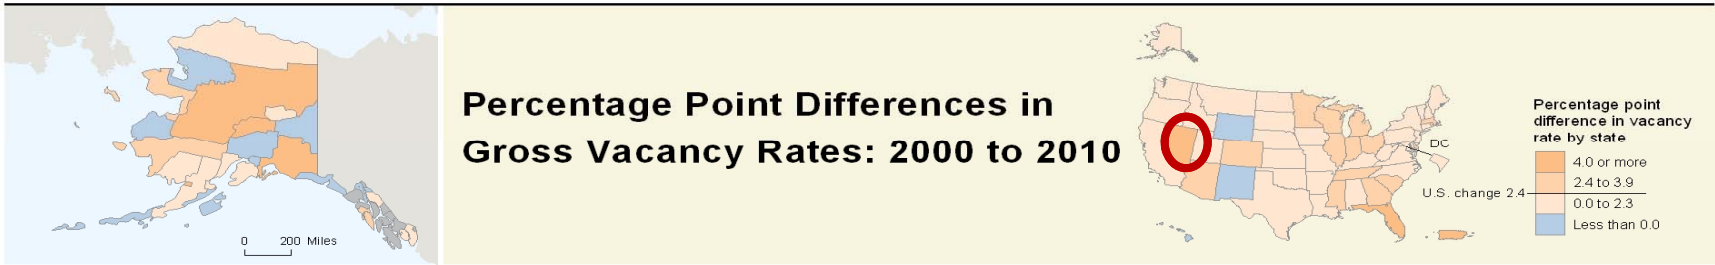 0 200 Miles
Percentage Point Differences in
Gross Vacancy Rates: 2000 to 2010
DC
Percentage point
difference in vacancy
rate by state
4.0 or more
2.4 to 3.9
U.S. change 2.4
0.0 to 2.3
Less than 0.0